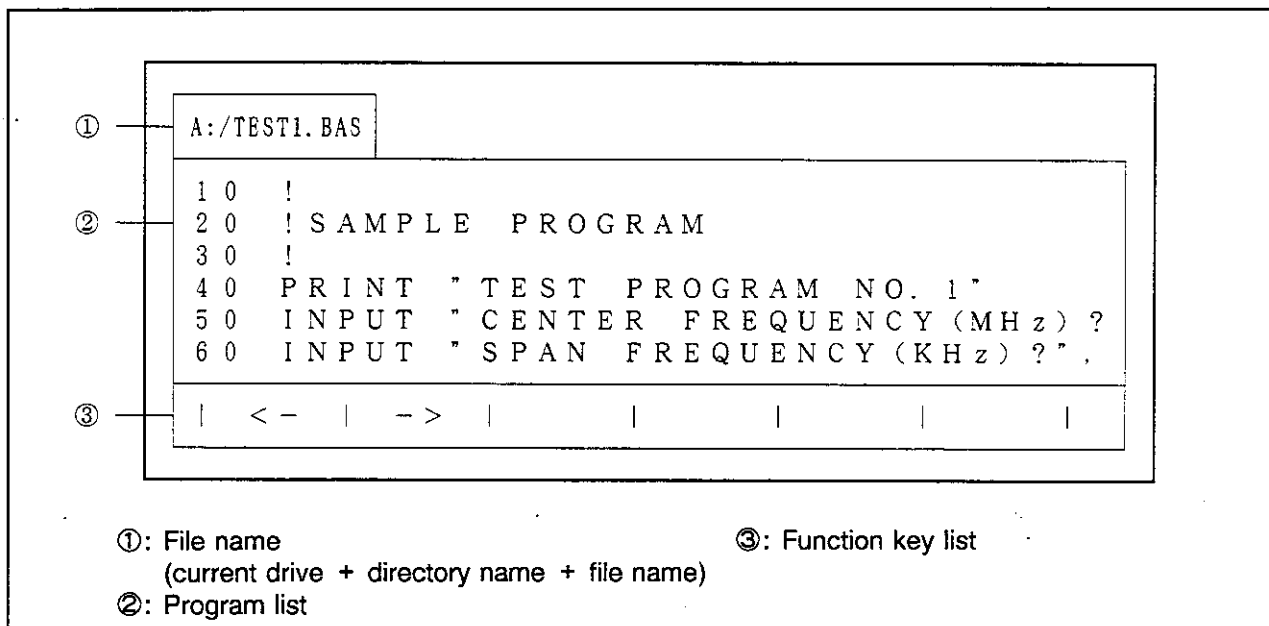 ① A:/TEST1.BAS
10 !
② 20 !SAMPLE PROGRAM
30 !
40 PRINT "TEST PROGRAM NO.1"
50 INPUT "CENTER FREQUENCY(MHz)?
60 INPUT "SPAN FREQUENCY(KHz)?",
③ | <- | -> | | | | |
①: File name
(current drive + directory name + file name)
②: Program list
③: Function key list